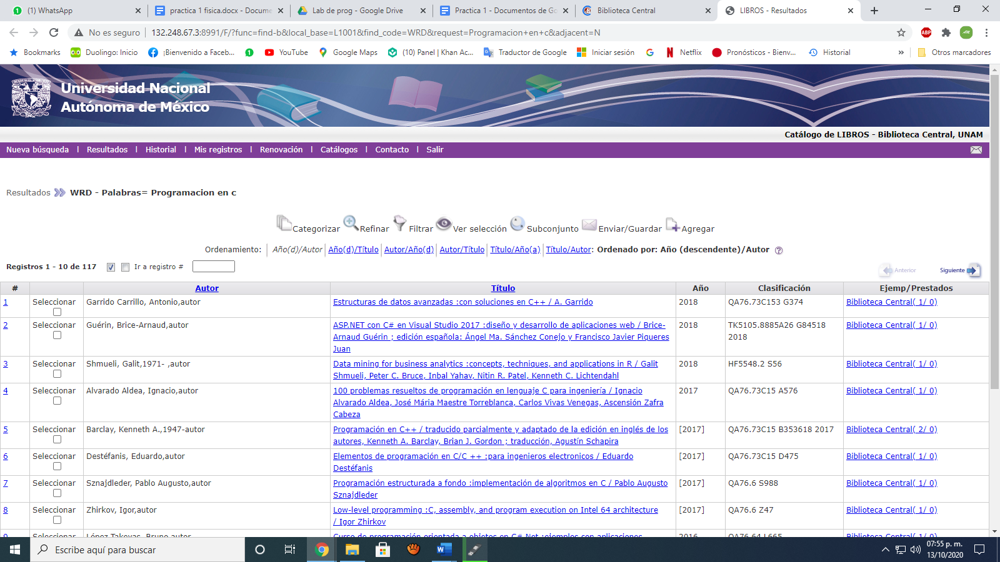 (1) WhatsApp
practica 1 fisica.docx - Docume
Lab de prog - Google Drive
Practica 1 - Documentos de Go
Biblioteca Central
LIBROS - Resultados
No es seguro | 132.248.67.3:8991/F/?func=find-b&local_base=L1001&find_code=WRD&request=Programacion+en+c&adjacent=N
ABP
Bookmarks
Duolingo: Inicio
¡Bienvenido a Faceb...
YouTube
Google Maps
(10) Panel | Khan Ac...
Traductor de Google
Iniciar sesión
Netflix
Pronósticos - Bienv...
Historial
»
Otros marcadores
Universidad Nacional
Autónoma de México
Catálogo de LIBROS - Biblioteca Central, UNAM
Nueva búsqueda | Resultados | Historial | Mis registros | Renovación | Catálogos | Contacto | Salir
Resultados WRD - Palabras= Programacion en c
Categorizar Refinar Filtrar Ver selección Subconjunto Enviar/Guardar Agregar
Ordenamiento: Año(d)/Autor Año(d)/Título Autor/Año(d) Autor/Título Título/Año(a) Título/Autor: Ordenado por: Año (descendente)/Autor ?
Registros 1 - 10 de 117 Ir a registro # Anterior Siguiente
# Autor Título Año Clasificación Ejemp/Prestados
1 Seleccionar Garrido Carrillo, Antonio,autor Estructuras de datos avanzadas :con soluciones en C++ / A. Garrido 2018 QA76.73C153 G374 Biblioteca Central( 1/ 0)
2 Seleccionar Guérin, Brice-Arnaud,autor ASP.NET con C# en Visual Studio 2017 :diseño y desarrollo de aplicaciones web / Brice- 2018 TK5105.8885A26 G84518 Biblioteca Central( 1/ 0)
Arnaud Guérin ; edición española: Ángel Ma. Sánchez Conejo y Francisco Javier Piqueres 2018
Juan
3 Seleccionar Shmueli, Galit,1971- ,autor Data mining for business analytics :concepts, techniques, and applications in R / Galit 2018 HF5548.2 S56 Biblioteca Central( 1/ 0)
Shmueli, Peter C. Bruce, Inbal Yahav, Nitin R. Patel, Kenneth C. Lichtendahl
4 Seleccionar Alvarado Aldea, Ignacio,autor 100 problemas resueltos de programación en lenguaje C para ingeniería / Ignacio 2017 QA76.73C15 A576 Biblioteca Central( 1/ 0)
Alvarado Aldea, José Mária Maestre Torreblanca, Carlos Vivas Venegas, Ascensión Zafra
Cabeza
5 Seleccionar Barclay, Kenneth A.,1947-autor Programación en C++ / traducido parcialmente y adaptado de la edición en inglés de los [2017] QA76.73C15 B353618 2017 Biblioteca Central( 2/ 0)
autores, Kenneth A. Barclay, Brian J. Gordon ; traducción, Agustín Schapira
6 Seleccionar Destéfanis, Eduardo,autor Elementos de programación en C/C ++ :para ingenieros electronicos / Eduardo [2017] QA76.73C15 D475 Biblioteca Central( 1/ 0)
Destéfanis
7 Seleccionar Sznajdleder, Pablo Augusto,autor Programación estructurada a fondo :implementación de algoritmos en C / Pablo Augusto [2017] QA76.6 S988 Biblioteca Central( 1/ 0)
Sznajdleder
8 Seleccionar Zhirkov, Igor,autor Low-level programming :C, assembly, and program execution on Intel 64 architecture [2017] QA76.6 Z47 Biblioteca Central( 1/ 0)
/ Igor Zhirkov
9 Seleccionar López Takeyas, Bruno,autor Curso de programación orientada a objetos en C# .Net :ejemplos con aplicaciones 2016 QA76.64 L665 Biblioteca Central( 1/ 0)
Escribe aquí para buscar
07:55 p. m.
13/10/2020